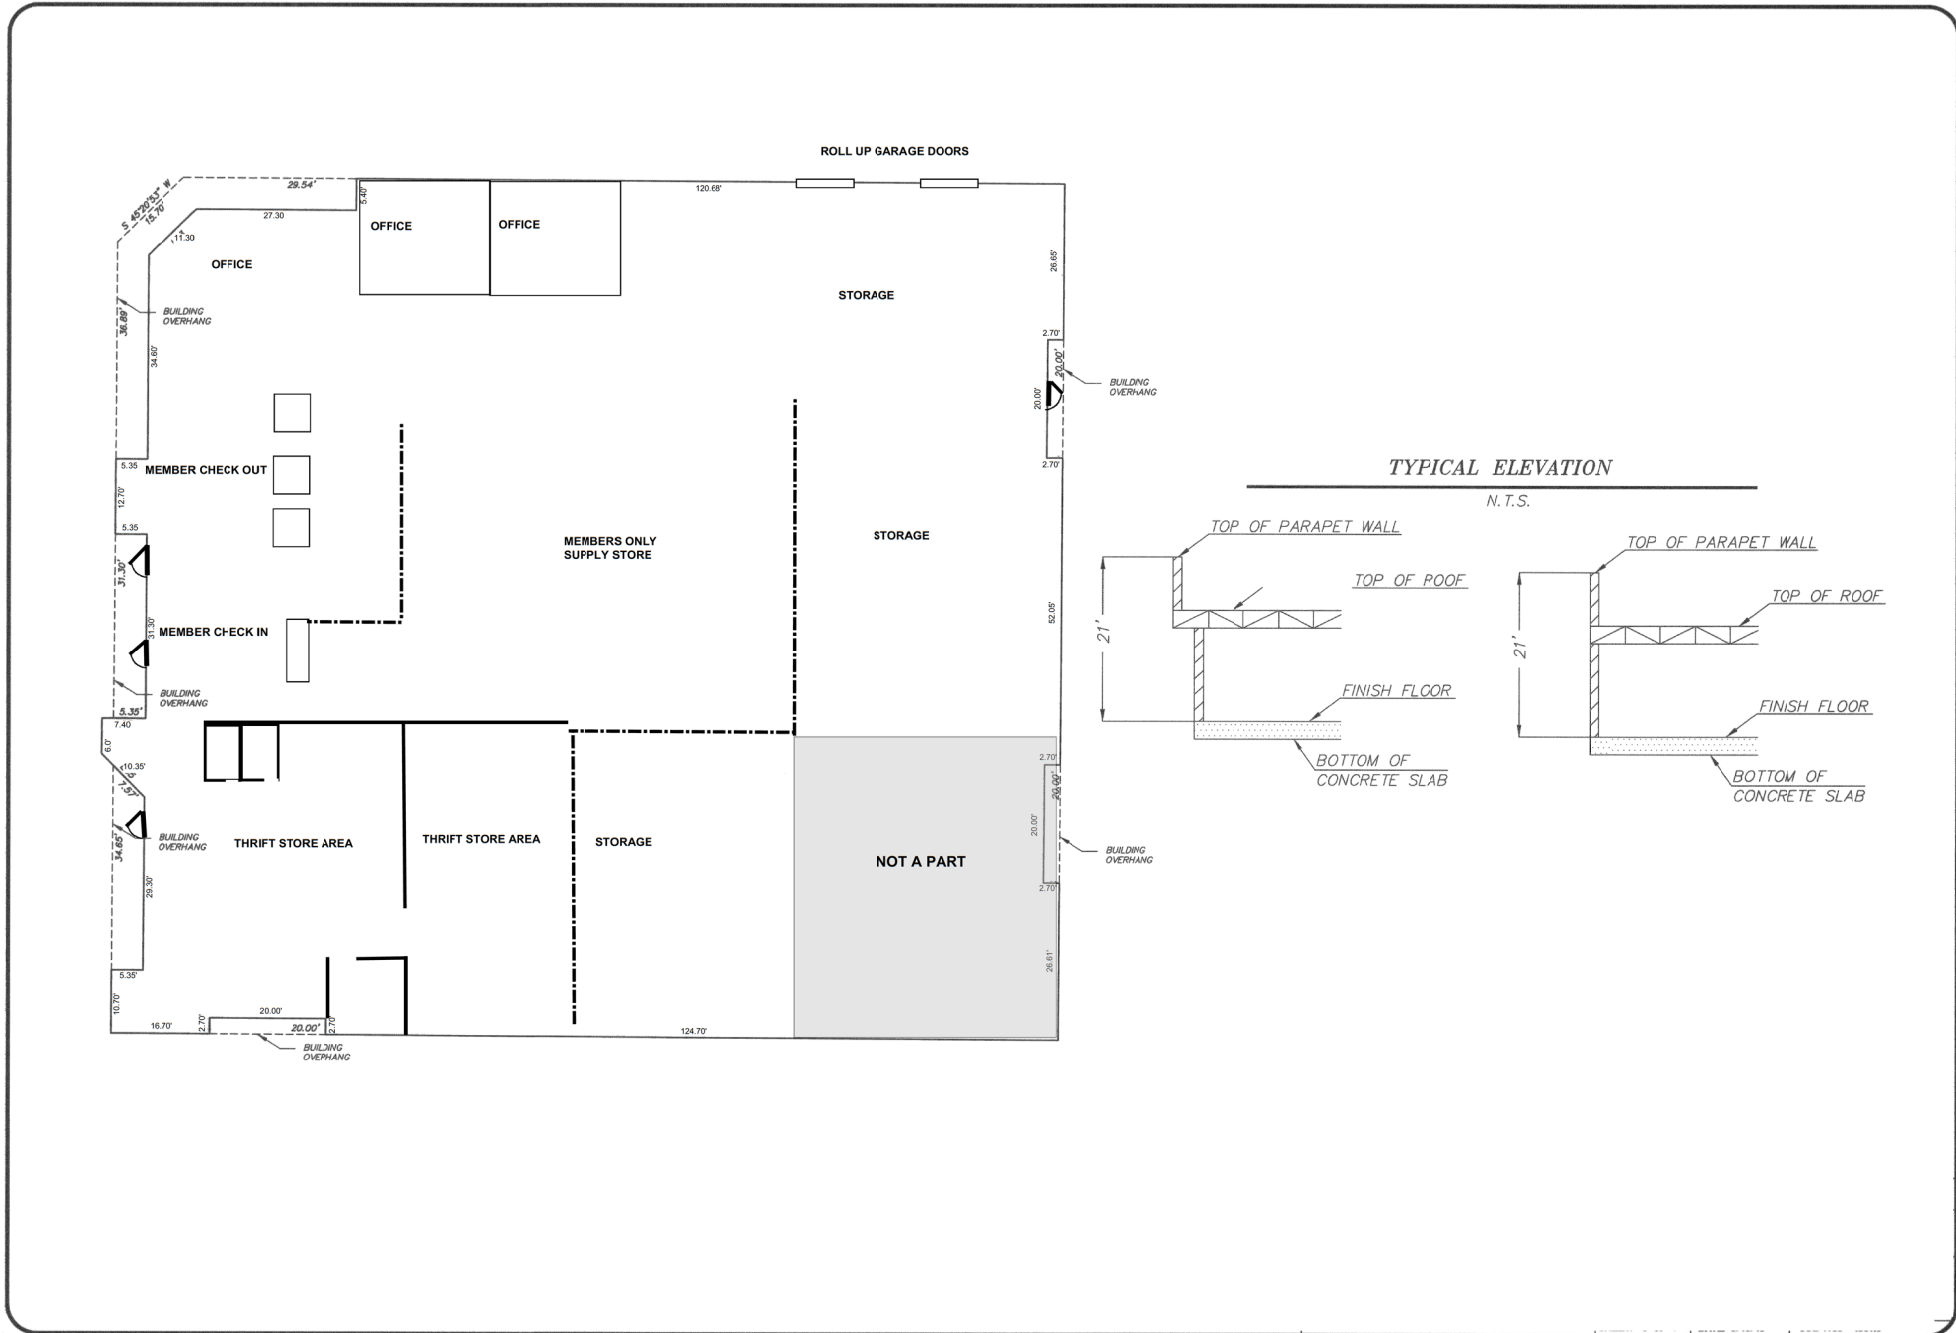 ROLL UP GARAGE DOORS
29.54'
120.68'
5.40'
S 45°20'53" W
15.70'
27.30
11.30
OFFICE
OFFICE
OFFICE
26.65'
STORAGE
BUILDING
OVERHANG
36.89'
34.60'
2.70'
20.00'
BUILDING
OVERHANG
20.00'
2.70'
5.35
MEMBER CHECK OUT
12.70'
5.35
MEMBERS ONLY
SUPPLY STORE
STORAGE
31.30'
31.30'
MEMBER CHECK IN
52.05'
BUILDING
OVERHANG
5.35'
7.40
6.0'
10.35'
7.57'
2.70'
20.00'
20.00'
BUILDING
OVERHANG
34.65'
THRIFT STORE AREA
THRIFT STORE AREA
STORAGE
NOT A PART
BUILDING
OVERHANG
29.30'
2.70'
26.61'
5.35'
10.70'
16.70'
2.70'
20.00'
20.00'
2.70'
124.70'
BUILDING
OVERHANG
TYPICAL ELEVATION
N.T.S.
TOP OF PARAPET WALL
TOP OF ROOF
21'
FINISH FLOOR
BOTTOM OF
CONCRETE SLAB
TOP OF PARAPET WALL
TOP OF ROOF
21'
FINISH FLOOR
BOTTOM OF
CONCRETE SLAB